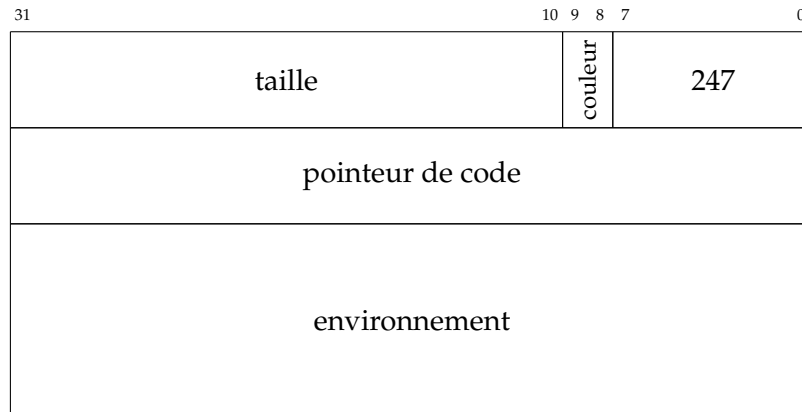 31 10 9 8 7 0
taille couleur 247
pointeur de code
environnement